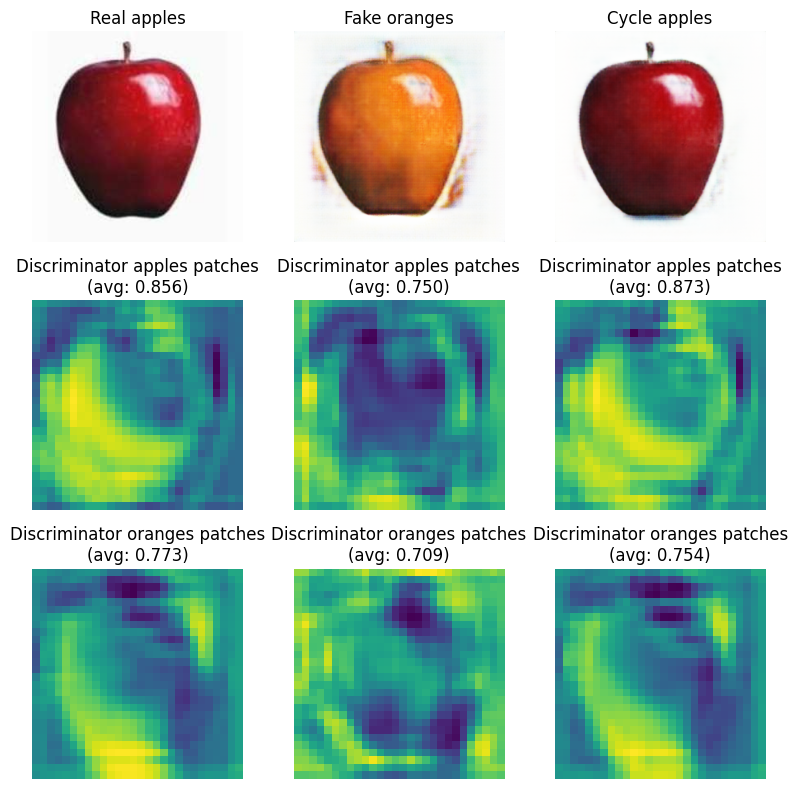 Real apples
Fake oranges
Cycle apples
Discriminator apples patches
(avg: 0.856)
Discriminator apples patches
(avg: 0.750)
Discriminator apples patches
(avg: 0.873)
Discriminator oranges patches
(avg: 0.773)
Discriminator oranges patches
(avg: 0.709)
Discriminator oranges patches
(avg: 0.754)